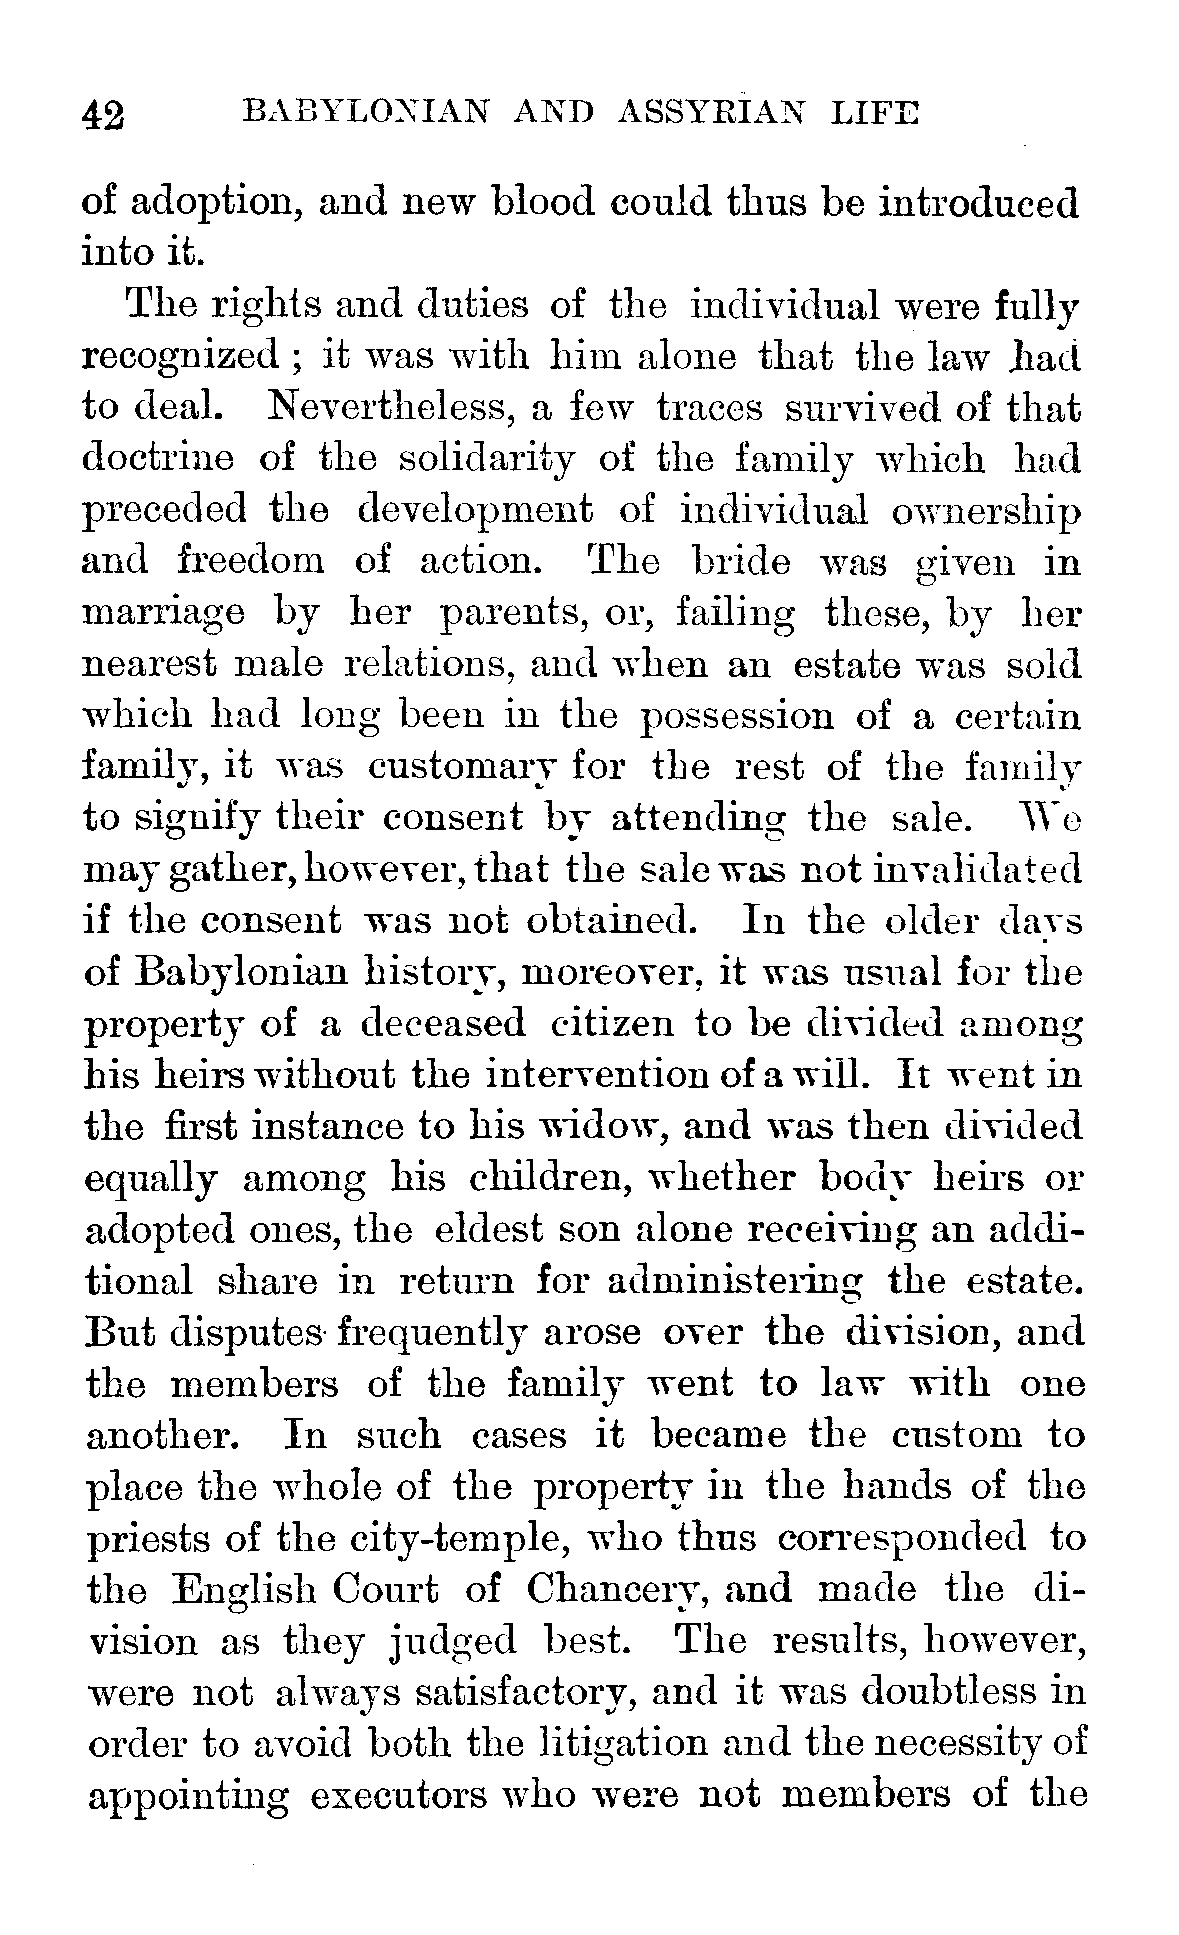 42 BABYLONIAN AND ASSYRIAN LIFE
of adoption, and new blood could thus be introduced
into it.
The rights and duties of the individual were fully
recognized ; it was with him alone that the law had
to deal. Nevertheless, a few traces survived of that
doctrine of the solidarity of the family which had
preceded the development of individual ownership
and freedom of action. The bride was given in
marriage by her parents, or, failing these, by her
nearest male relations, and when an estate was sold
which had long been in the possession of a certain
family, it was customary for the rest of the family
to signify their consent by attending the sale. We
may gather, however, that the sale was not invalidated
if the consent was not obtained. In the older days
of Babylonian history, moreover, it was usual for the
property of a deceased citizen to be divided among
his heirs without the intervention of a will. It went in
the first instance to his widow, and was then divided
equally among his children, whether body heirs or
adopted ones, the eldest son alone receiving an addi-
tional share in return for administering the estate.
But disputes frequently arose over the division, and
the members of the family went to law with one
another. In such cases it became the custom to
place the whole of the property in the hands of the
priests of the city-temple, who thus corresponded to
the English Court of Chancery, and made the di-
vision as they judged best. The results, however,
were not always satisfactory, and it was doubtless in
order to avoid both the litigation and the necessity of
appointing executors who were not members of the